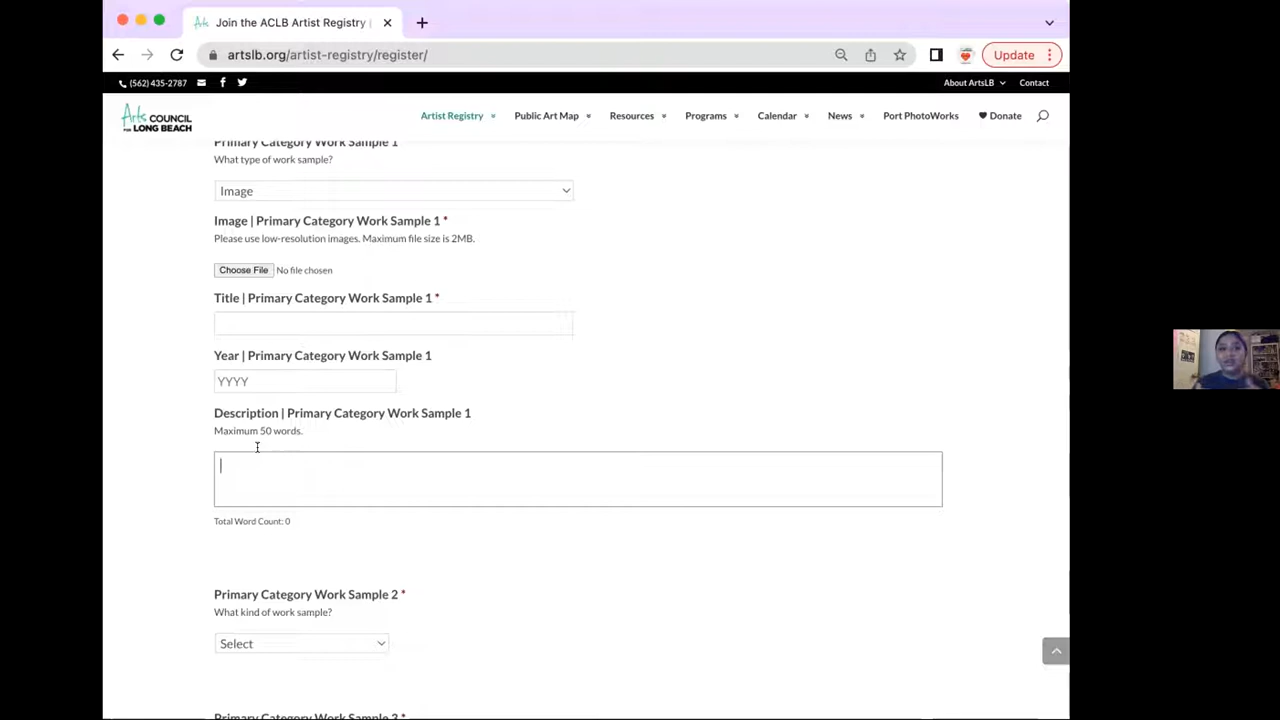 Join the ACLB Artist Registry |
artslb.org/artist-registry/register/
Update
(562) 435-2787
About ArtsLB
Contact
Arts COUNCIL
FOR LONG BEACH
Artist Registry
Public Art Map
Resources
Programs
Calendar
News
Port PhotoWorks
Donate
Primary Category Work Sample 1
What type of work sample?
Image
Image | Primary Category Work Sample 1 *
Please use low-resolution images. Maximum file size is 2MB.
Choose File No file chosen
Title | Primary Category Work Sample 1 *
Year | Primary Category Work Sample 1
YYYY
Description | Primary Category Work Sample 1
Maximum 50 words.
Total Word Count: 0
Primary Category Work Sample 2 *
What kind of work sample?
Select
Primary Category Work Sample 3 *